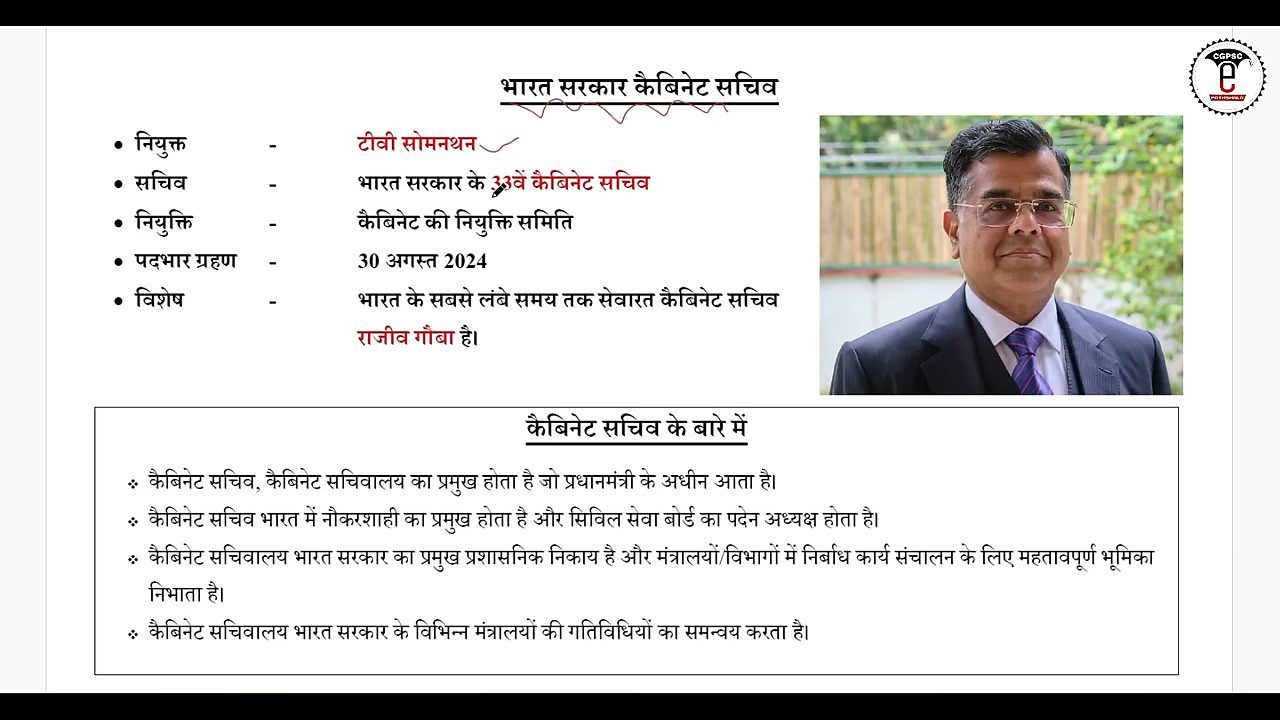 CGPSC
e
PATHSHALA
भारत सरकार कैबिनेट सचिव
• नियुक्त - टीवी सोमनथन
• सचिव - भारत सरकार के 33वें कैबिनेट सचिव
• नियुक्ति - कैबिनेट की नियुक्ति समिति
• पदभार ग्रहण - 30 अगस्त 2024
• विशेष - भारत के सबसे लंबे समय तक सेवारत कैबिनेट सचिव
राजीव गौबा है।
कैबिनेट सचिव के बारे में
❖ कैबिनेट सचिव, कैबिनेट सचिवालय का प्रमुख होता है जो प्रधानमंत्री के अधीन आता है।
❖ कैबिनेट सचिव भारत में नौकरशाही का प्रमुख होता है और सिविल सेवा बोर्ड का पदेन अध्यक्ष होता है।
❖ कैबिनेट सचिवालय भारत सरकार का प्रमुख प्रशासनिक निकाय है और मंत्रालयों/विभागों में निर्बाध कार्य संचालन के लिए महतावपूर्ण भूमिका
निभाता है।
❖ कैबिनेट सचिवालय भारत सरकार के विभिन्न मंत्रालयों की गतिविधियों का समन्वय करता है।